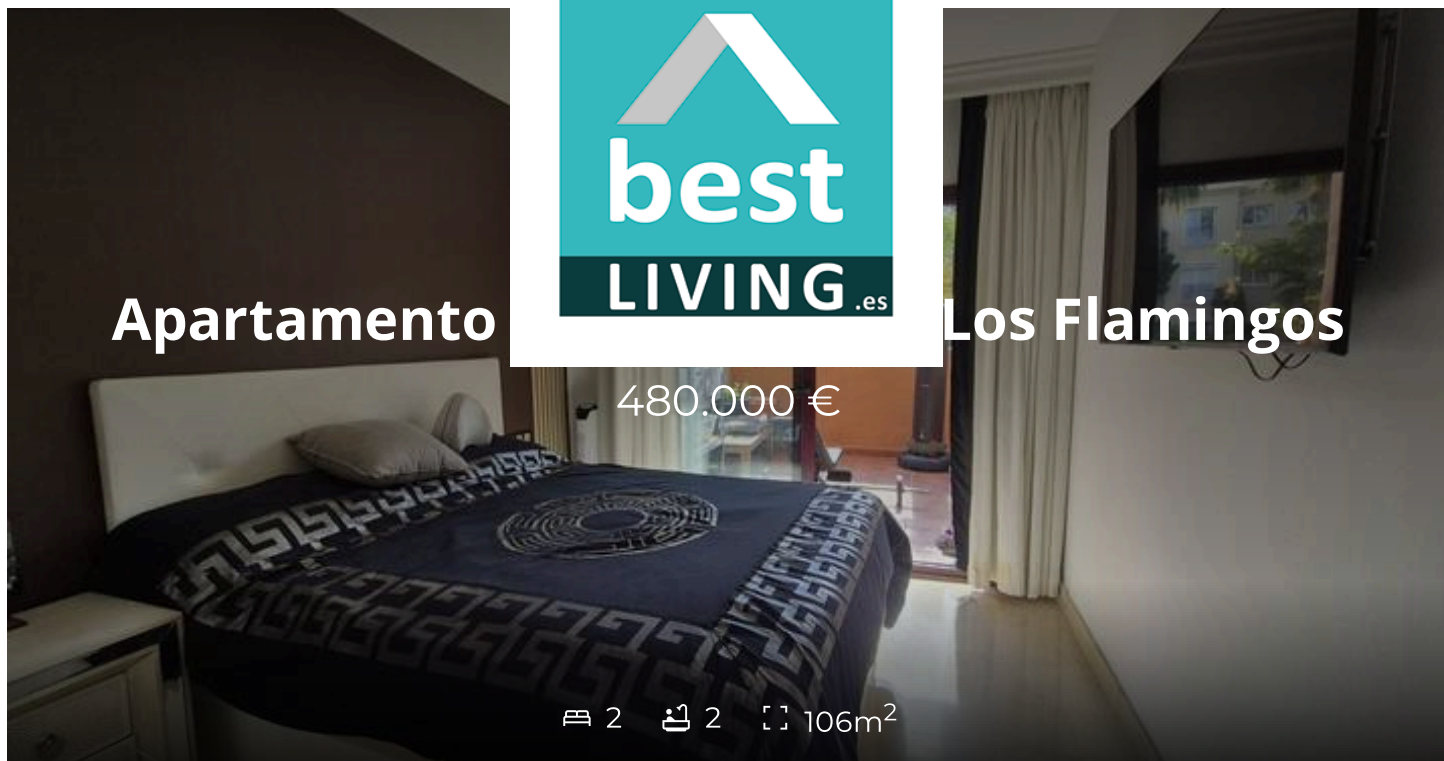 best
LIVING.es
Apartamento Los Flamingos
480.000 €
2 2 106m²